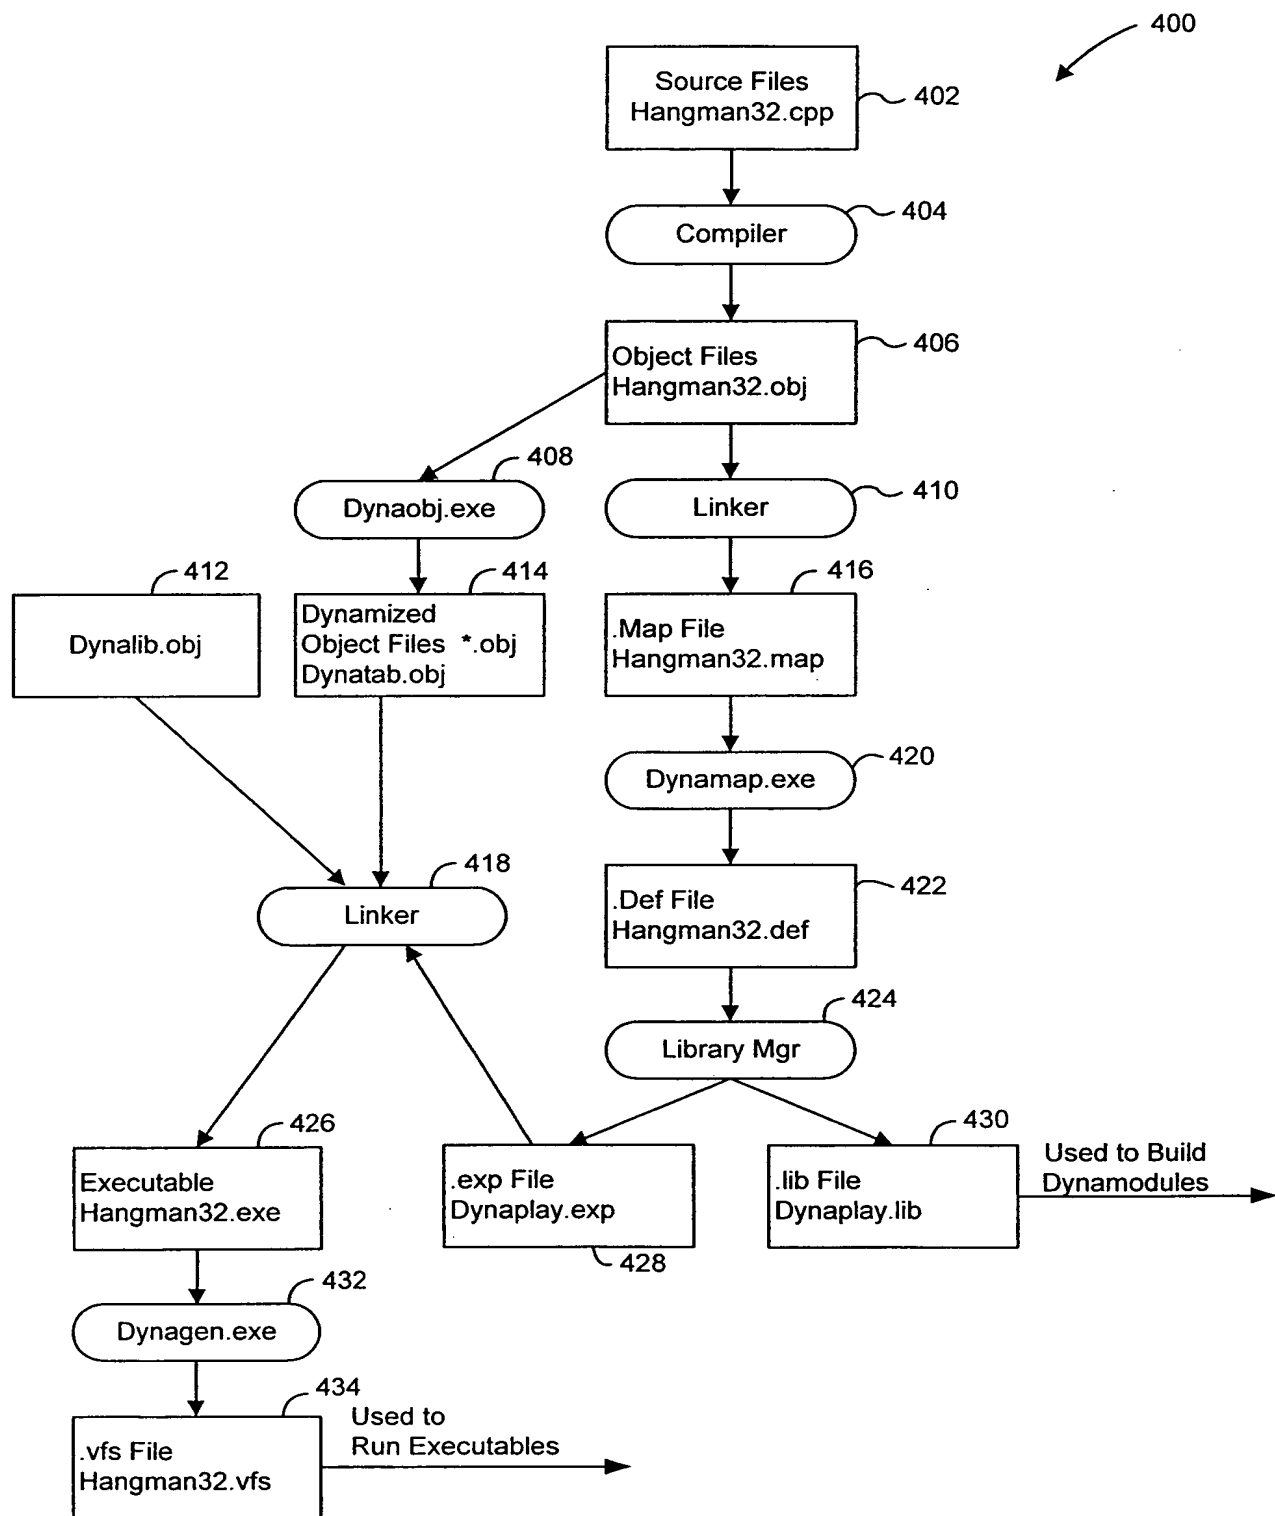 400
Source Files
Hangman32.cpp
402
Compiler
404
Object Files
Hangman32.obj
406
408
Dynaobj.exe
Linker
410
412
Dynalib.obj
414
Dynamized
Object Files *.obj
Dynatab.obj
416
.Map File
Hangman32.map
Dynamap.exe
420
418
Linker
.Def File
Hangman32.def
422
424
Library Mgr
426
Executable
Hangman32.exe
.exp File
Dynaplay.exp
428
430
.lib File
Dynaplay.lib
Used to Build
Dynamodules
432
Dynagen.exe
434
.vfs File
Hangman32.vfs
Used to
Run Executables